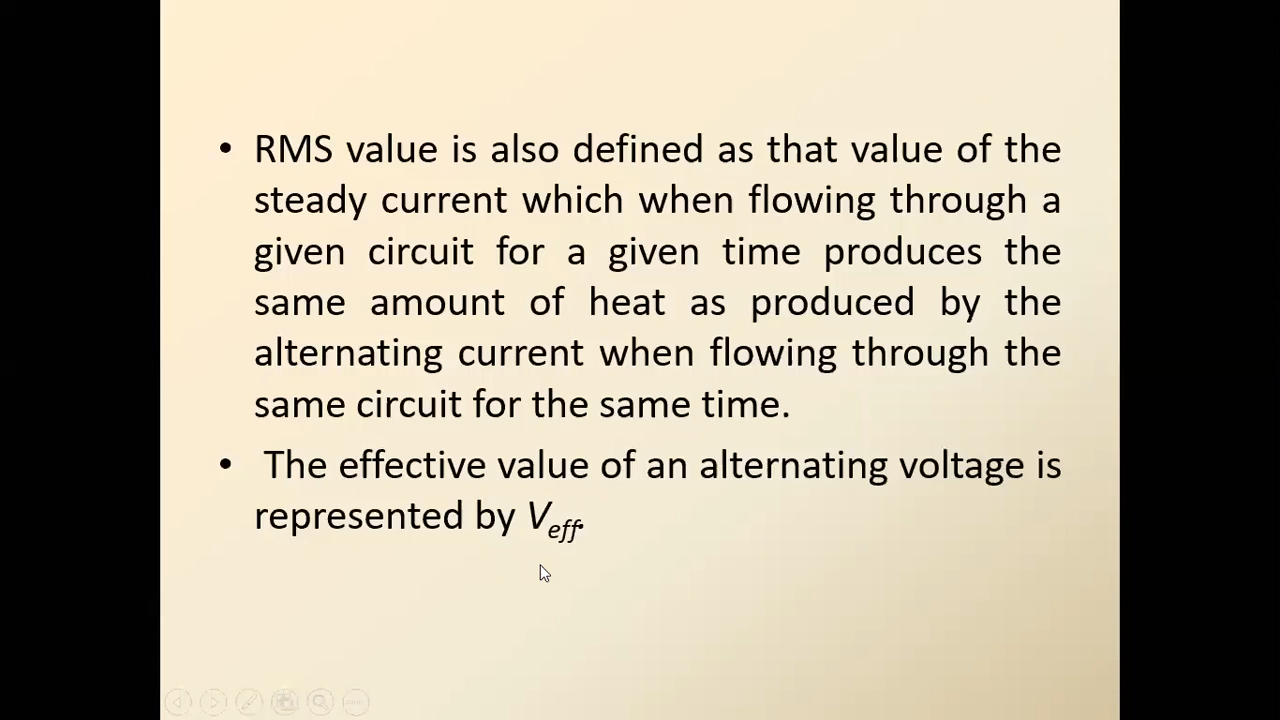 • RMS value is also defined as that value of the
steady current which when flowing through a
given circuit for a given time produces the
same amount of heat as produced by the
alternating current when flowing through the
same circuit for the same time.
• The effective value of an alternating voltage is
represented by Veff.